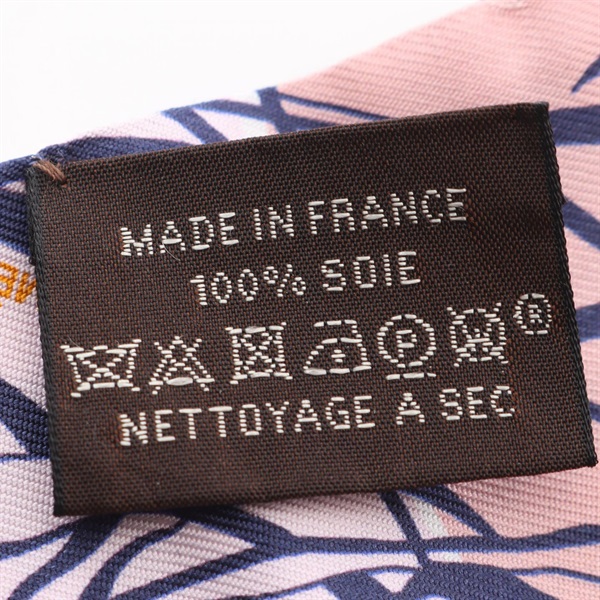 MADE IN FRANCE
100% SOIE
P ®
NETTOYAGE A SEC